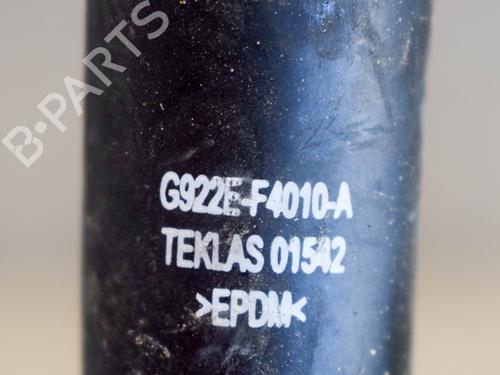 B-PARTS
G922E-F4010-A
TEKLAS 01542
>EPDM<